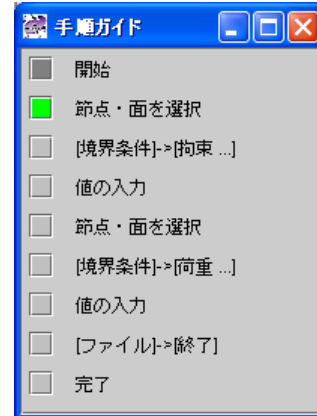 手順ガイド
開始
節点・面を選択
[境界条件]->[拘束 ...]
値の入力
節点・面を選択
[境界条件]->[荷重 ...]
値の入力
[ファイル]->[終了]
完了